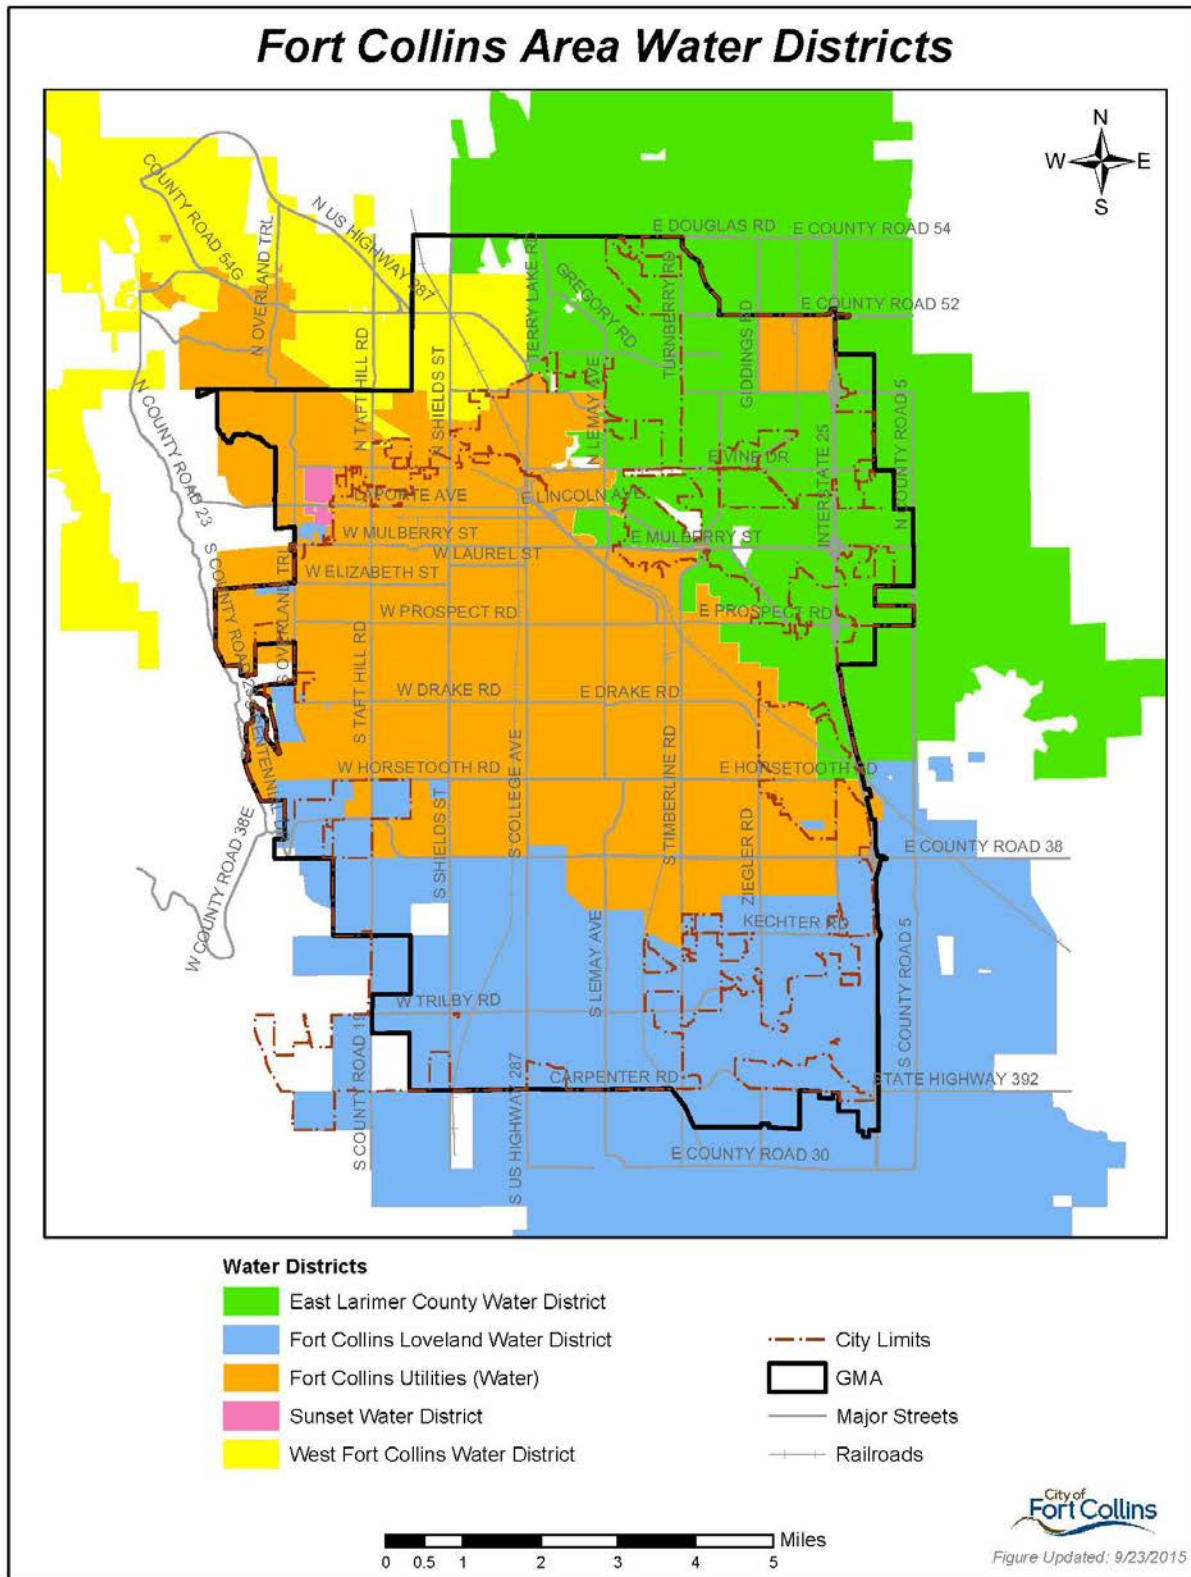 Fort Collins Area Water Districts
N
W E
S
COUNTY ROAD 54G
N OVERLAND TRL
N US HIGHWAY 287
E DOUGLAS RD
E COUNTY ROAD 54
TERRY LAKE RD
GREGORY RD
TURNBERRY RD
E COUNTY ROAD 52
GIDDINGS RD
N OVERLAND TRL
N TAFT HILL RD
N SHIELDS ST
N LEMAY AVE
N COUNTY ROAD 5
N COUNTY ROAD 23
E VINE DR
INTERSTATE 25
LAPORTE AVE
E LINCOLN AVE
W MULBERRY ST
E MULBERRY ST
W LAUREL ST
W ELIZABETH ST
S COUNTY ROAD 23
S OVERLAND TRL
W PROSPECT RD
E PROSPECT RD
S TAFT HILL RD
W DRAKE RD
E DRAKE RD
S COLLEGE AVE
S TIMBERLINE RD
W HORSETOOTH RD
E HORSETOOTH RD
ZIEGLER RD
W COUNTY ROAD 38E
S SHIELDS ST
E COUNTY ROAD 38
KECHTER RD
S LEMAY AVE
S COUNTY ROAD 5
W TRILBY RD
S COUNTY ROAD 19
S US HIGHWAY 287
CARPENTER RD
STATE HIGHWAY 392
E COUNTY ROAD 30
Water Districts
East Larimer County Water District
Fort Collins Loveland Water District
Fort Collins Utilities (Water)
Sunset Water District
West Fort Collins Water District
City Limits
GMA
Major Streets
Railroads
Miles
0 0.5 1 2 3 4 5
City of
Fort Collins
Figure Updated: 9/23/2015